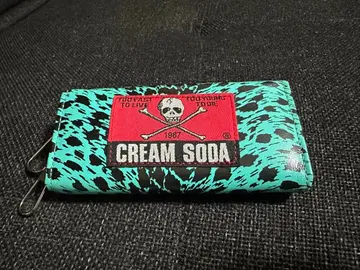 TOO FAST TOO YOUNG
TO LIVE TO DIE
1967 ®
CREAM SODA